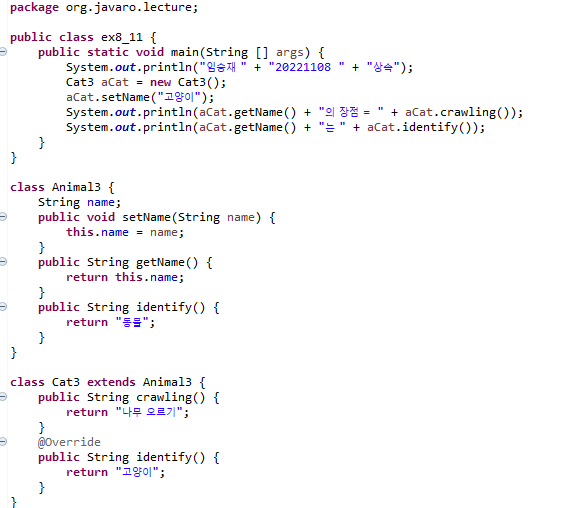 package org.javaro.lecture;
public class ex8_11 {
public static void main(String [] args) {
System.out.println("임승재 " + "20221108 " + "상속");
Cat3 aCat = new Cat3();
aCat.setName("고양이");
System.out.println(aCat.getName() + "의 장점 = " + aCat.crawling());
System.out.println(aCat.getName() + "는 " + aCat.identify());
}
}
class Animal3 {
String name;
public void setName(String name) {
this.name = name;
}
public String getName() {
return this.name;
}
public String identify() {
return "동물";
}
}
class Cat3 extends Animal3 {
public String crawling() {
return "나무 오르기";
}
@Override
public String identify() {
return "고양이";
}
}